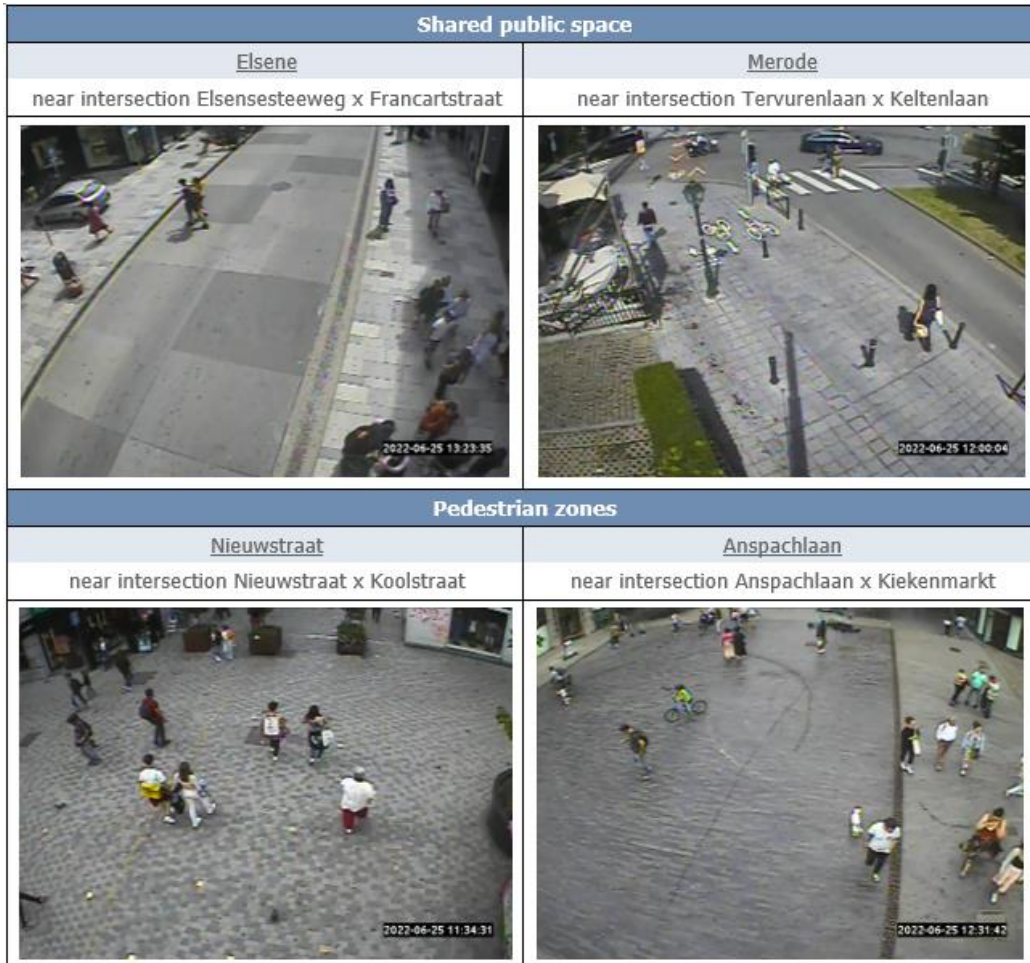 Shared public space
Elsene
Merode
near intersection Elsensesteeweg x Francartstraat
near intersection Tervurenlaan x Keltenlaan
2022-06-25 13:23:35
2022-06-25 12:00:04
Pedestrian zones
Nieuwstraat
Anspachlaan
near intersection Nieuwstraat x Koolstraat
near intersection Anspachlaan x Kiekenmarkt
2022-06-25 11:34:31
2022-06-25 12:31:42